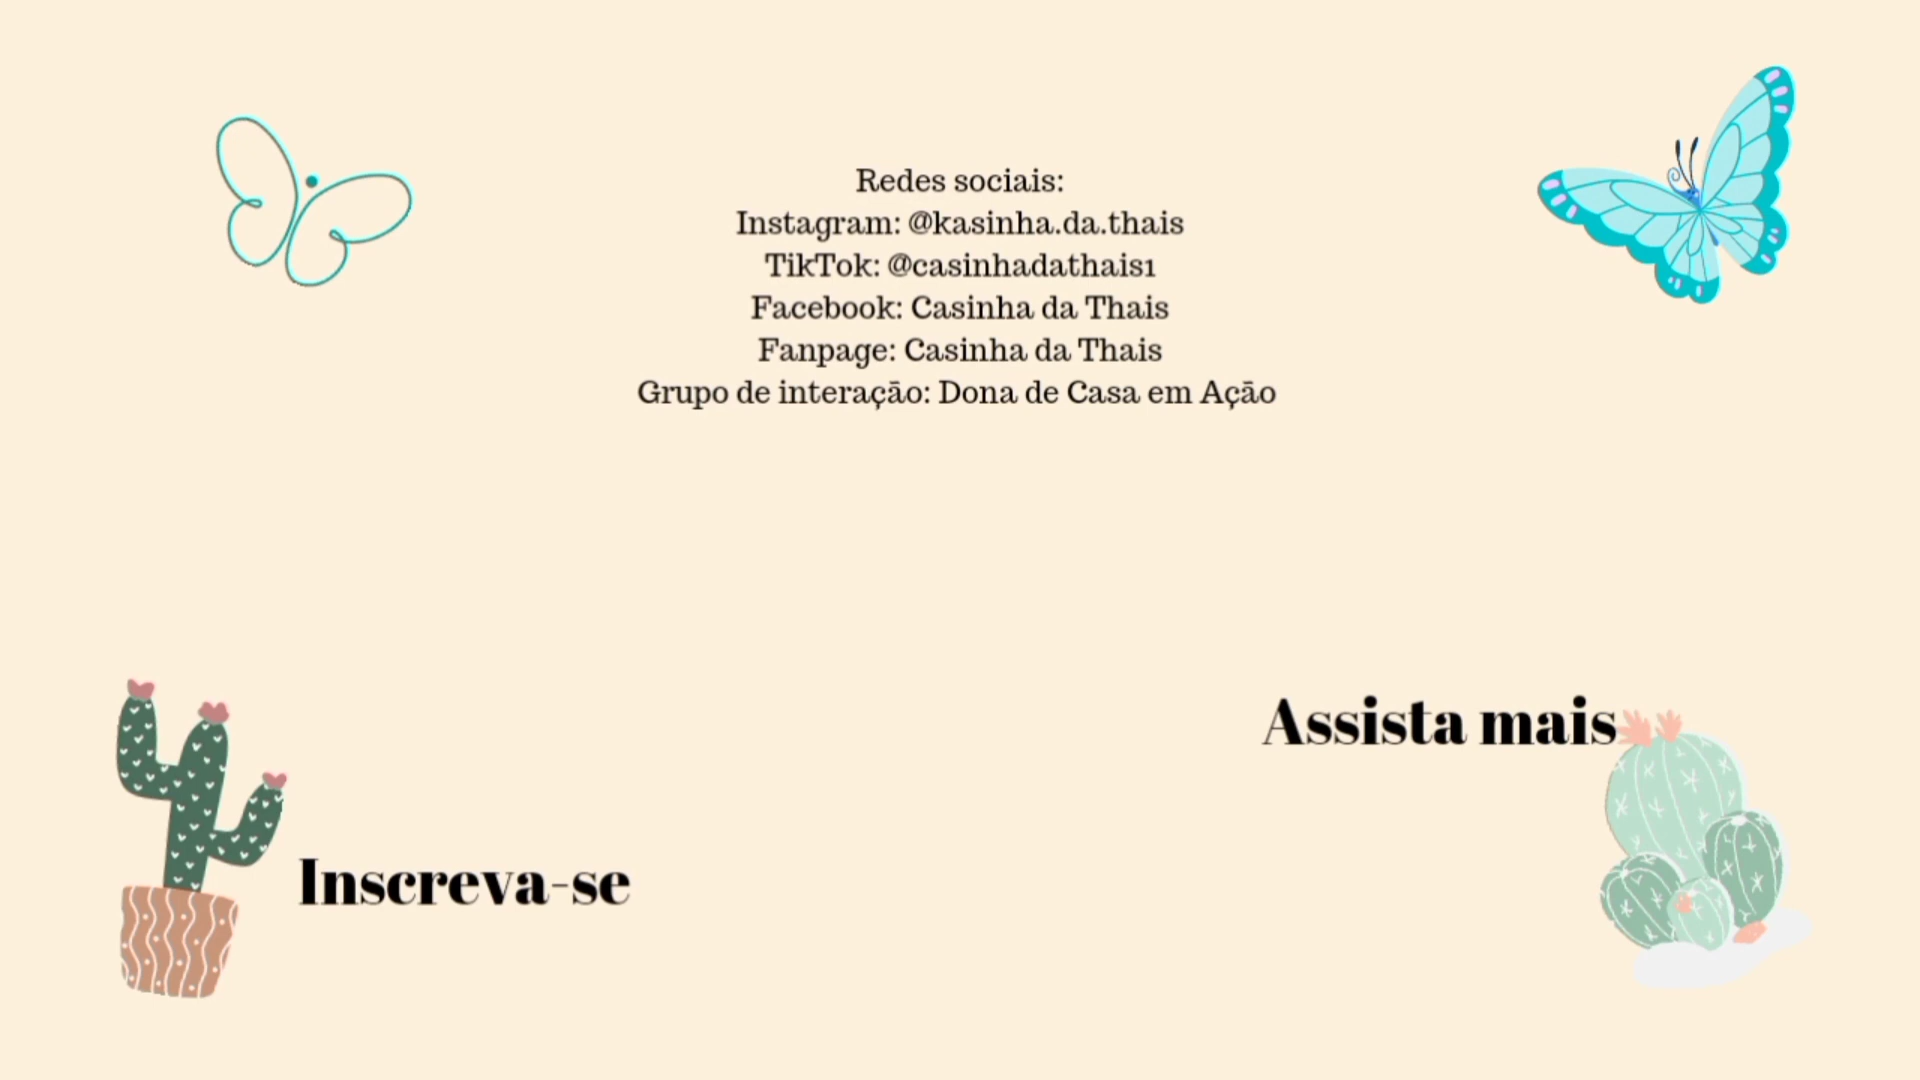 Redes sociais:
Instagram: @kasinha.da.thais
TikTok: @casinhadathais1
Facebook: Casinha da Thais
Fanpage: Casinha da Thais
Grupo de interação: Dona de Casa em Ação
Assista mais
Inscreva-se